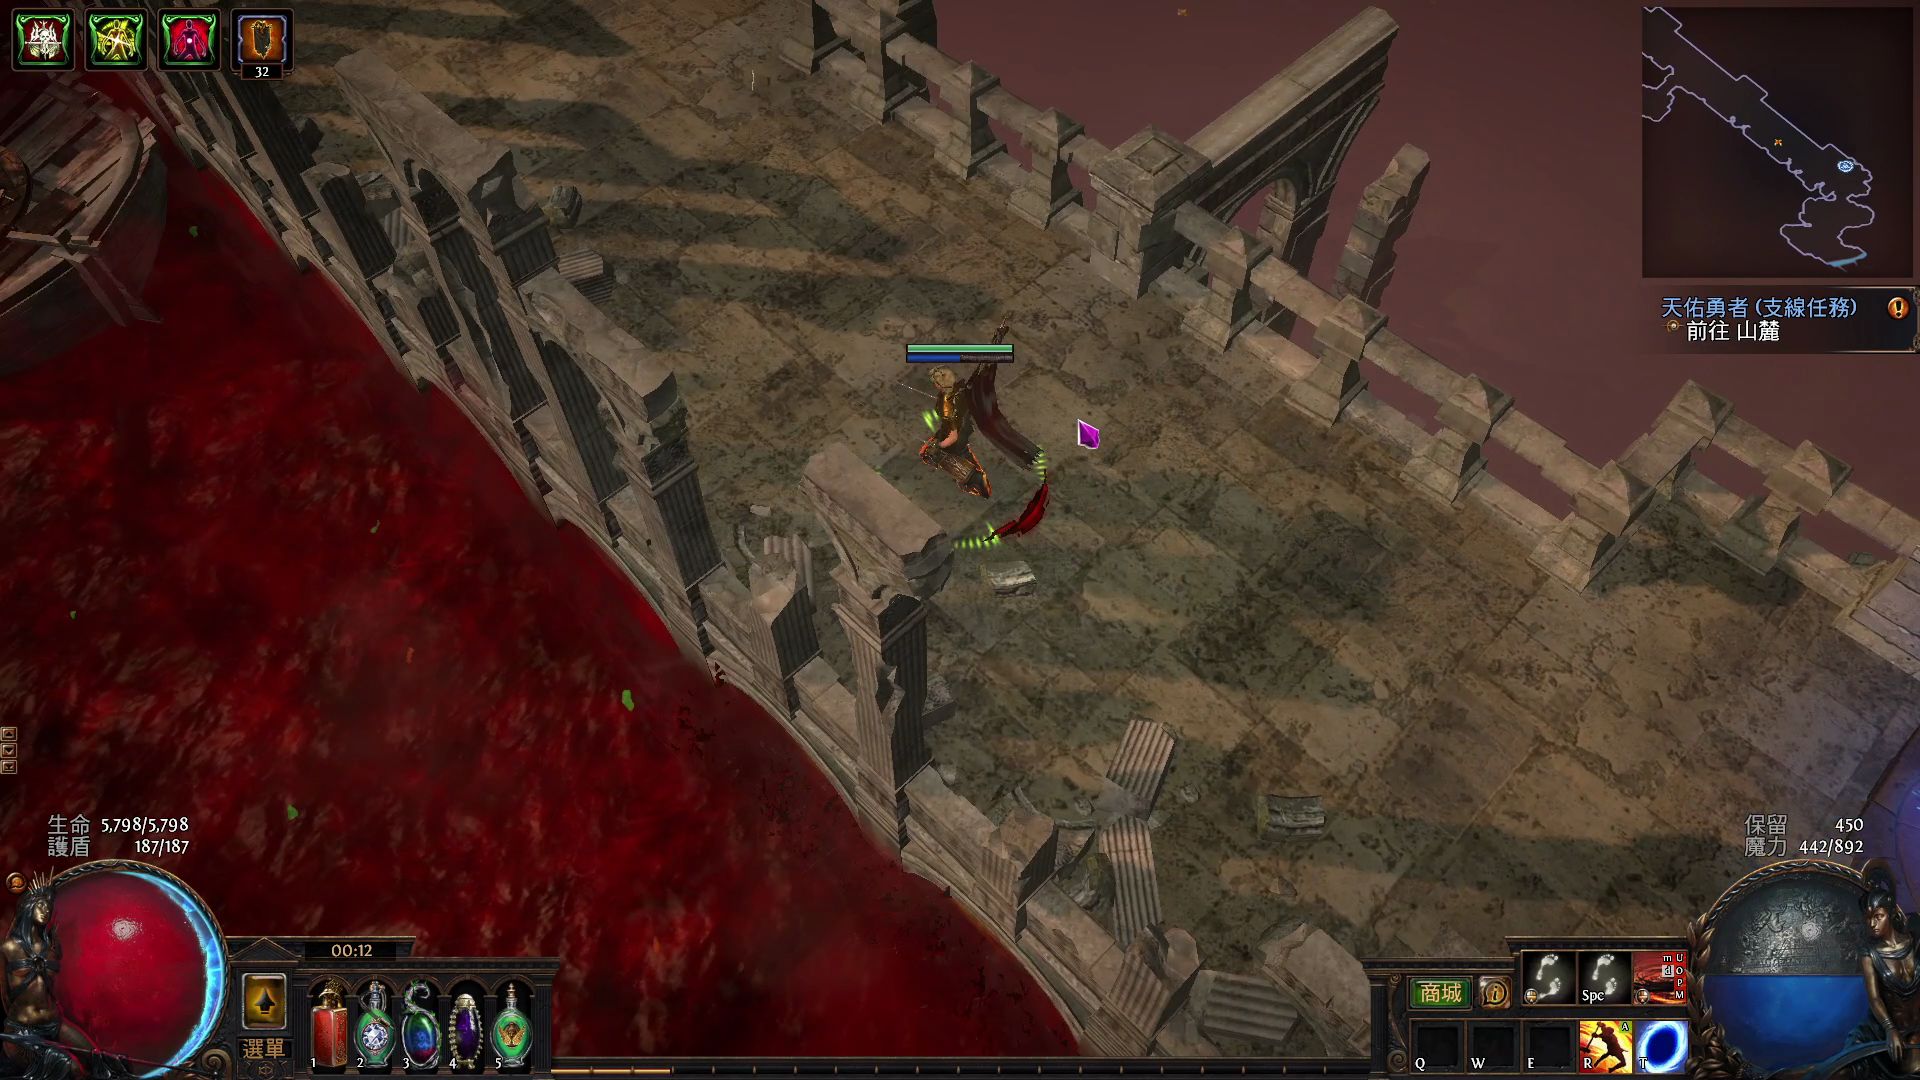 32
天佑勇者 (支線任務)
前往 山麓
生命 5,798/5,798
護盾 187/187
保留 450
魔力 442/892
00:12
選單
1 2 3 4 5
商城
Spc
m U
d O
P
M
Q W E R A T